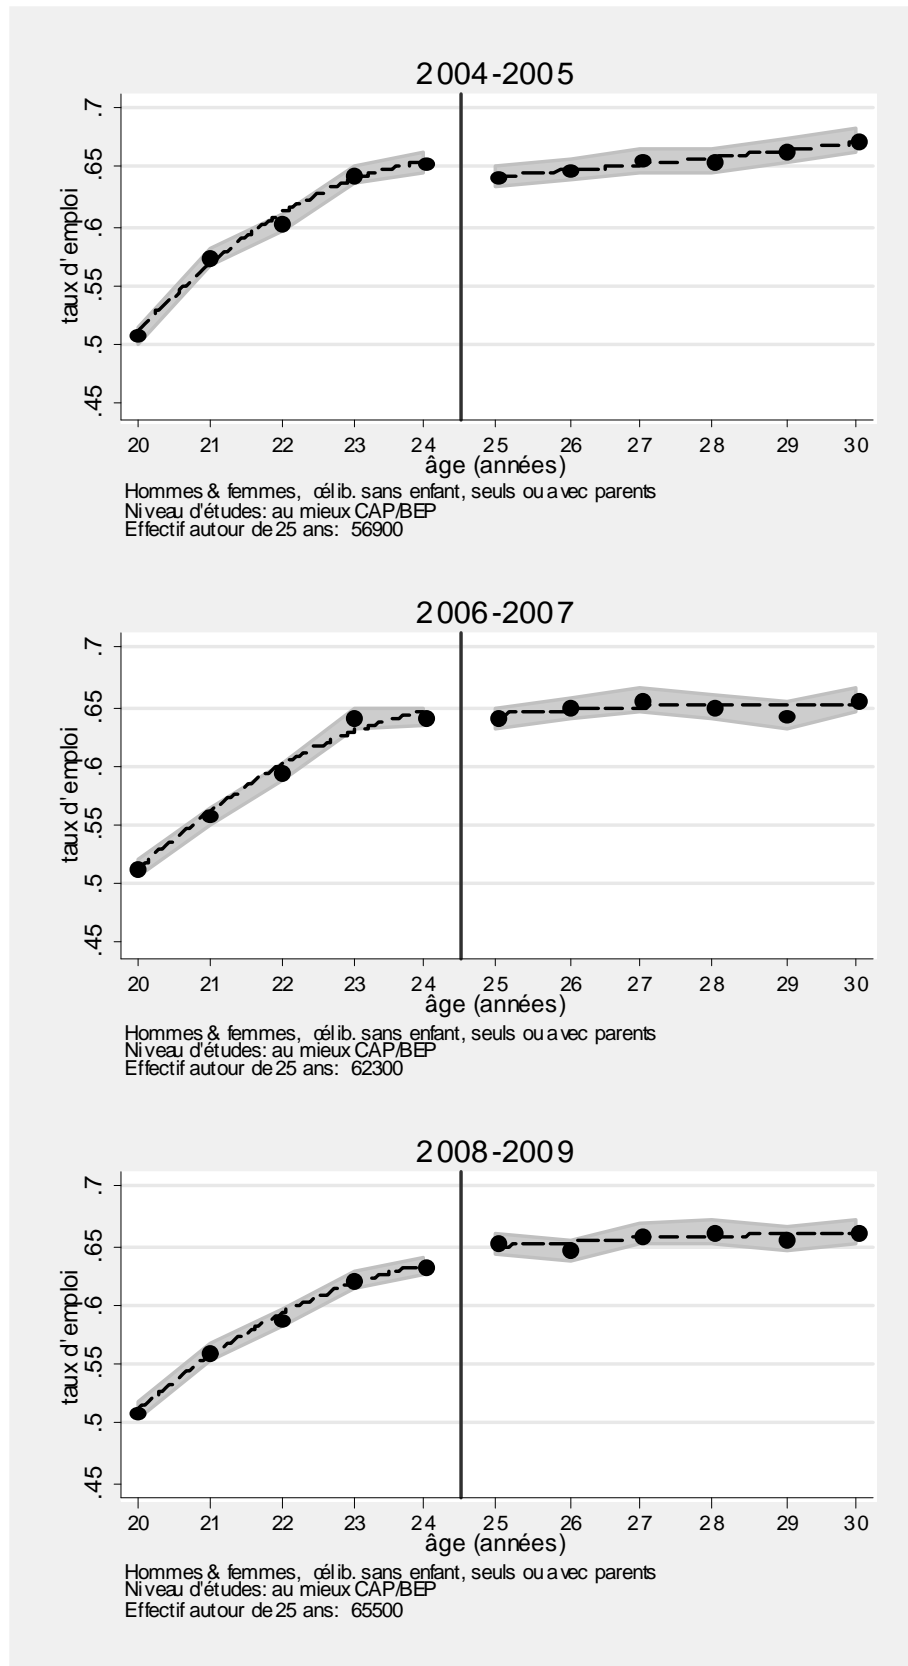 2004-2005
.7
.65
.6
.55
.5
.45
taux d'emploi
20 21 22 23 24 25 26 27 28 29 30
âge (années)
Hommes & femmes, célib. sans enfant, seuls ou avec parents
Niveau d'études: au mieux CAP/BEP
Effectif autour de 25 ans: 56900
2006-2007
.7
.65
.6
.55
.5
.45
taux d'emploi
20 21 22 23 24 25 26 27 28 29 30
âge (années)
Hommes & femmes, célib. sans enfant, seuls ou avec parents
Niveau d'études: au mieux CAP/BEP
Effectif autour de 25 ans: 62300
2008-2009
.7
.65
.6
.55
.5
.45
taux d'emploi
20 21 22 23 24 25 26 27 28 29 30
âge (années)
Hommes & femmes, célib. sans enfant, seuls ou avec parents
Niveau d'études: au mieux CAP/BEP
Effectif autour de 25 ans: 65500